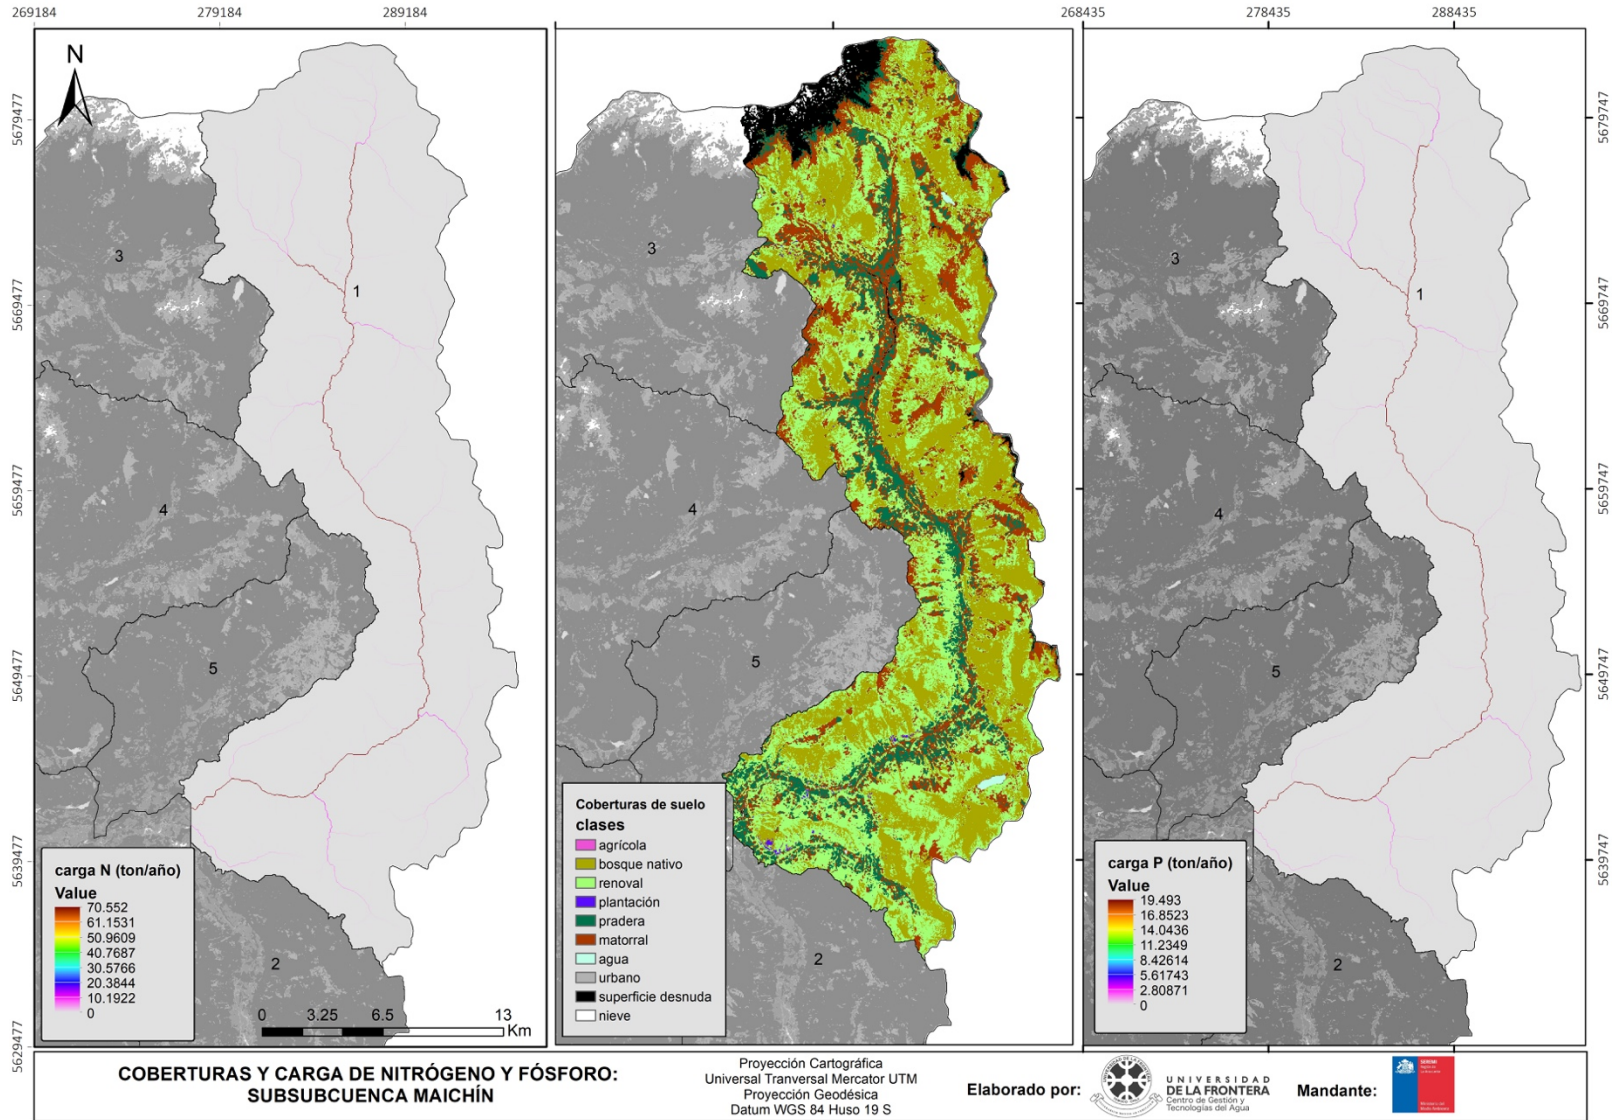 269184
279184
289184
268435
278435
288435
5679477
5669477
5659477
5649477
5639477
5629477
N
3
1
4
5
2
carga N (ton/año)
Value
70.552
61.1531
50.9609
40.7687
30.5766
20.3844
10.1922
0
0 3.25 6.5 13
Km
3
1
4
5
2
Coberturas de suelo
clases
agrícola
bosque nativo
renoval
plantación
pradera
matorral
agua
urbano
superficie desnuda
nieve
3
1
4
5
2
carga P (ton/año)
Value
19.493
16.8523
14.0436
11.2349
8.42614
5.61743
2.80871
0
5679747
5669747
5659747
5649747
5639747
COBERTURAS Y CARGA DE NITRÓGENO Y FÓSFORO:
SUBSUBCUENCA MAICHÍN
Proyección Cartográfica
Universal Tranversal Mercator UTM
Proyección Geodésica
Datum WGS 84 Huso 19 S
Elaborado por:
UNIVERSIDAD
DE LA FRONTERA
Centro de Gestión y
Tecnologías del Agua
Mandante:
SEREMI